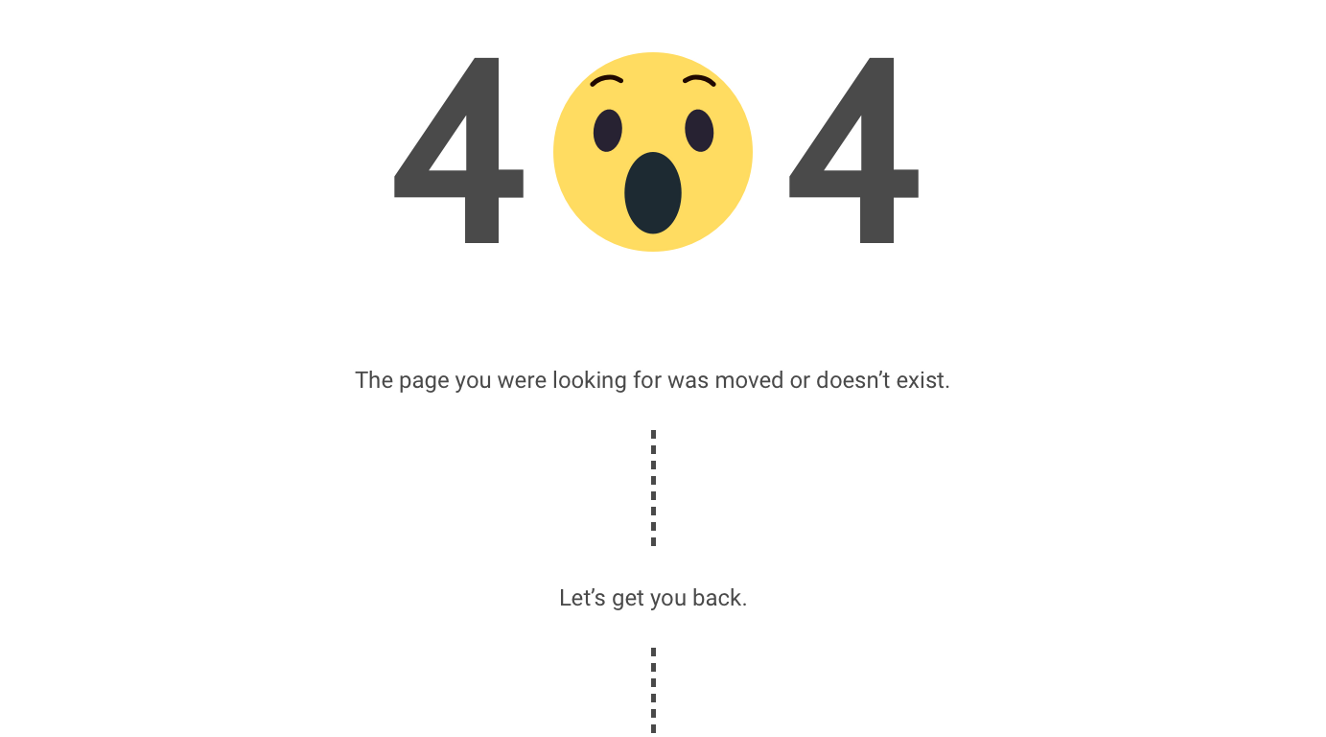 4 4
The page you were looking for was moved or doesn’t exist.
Let’s get you back.